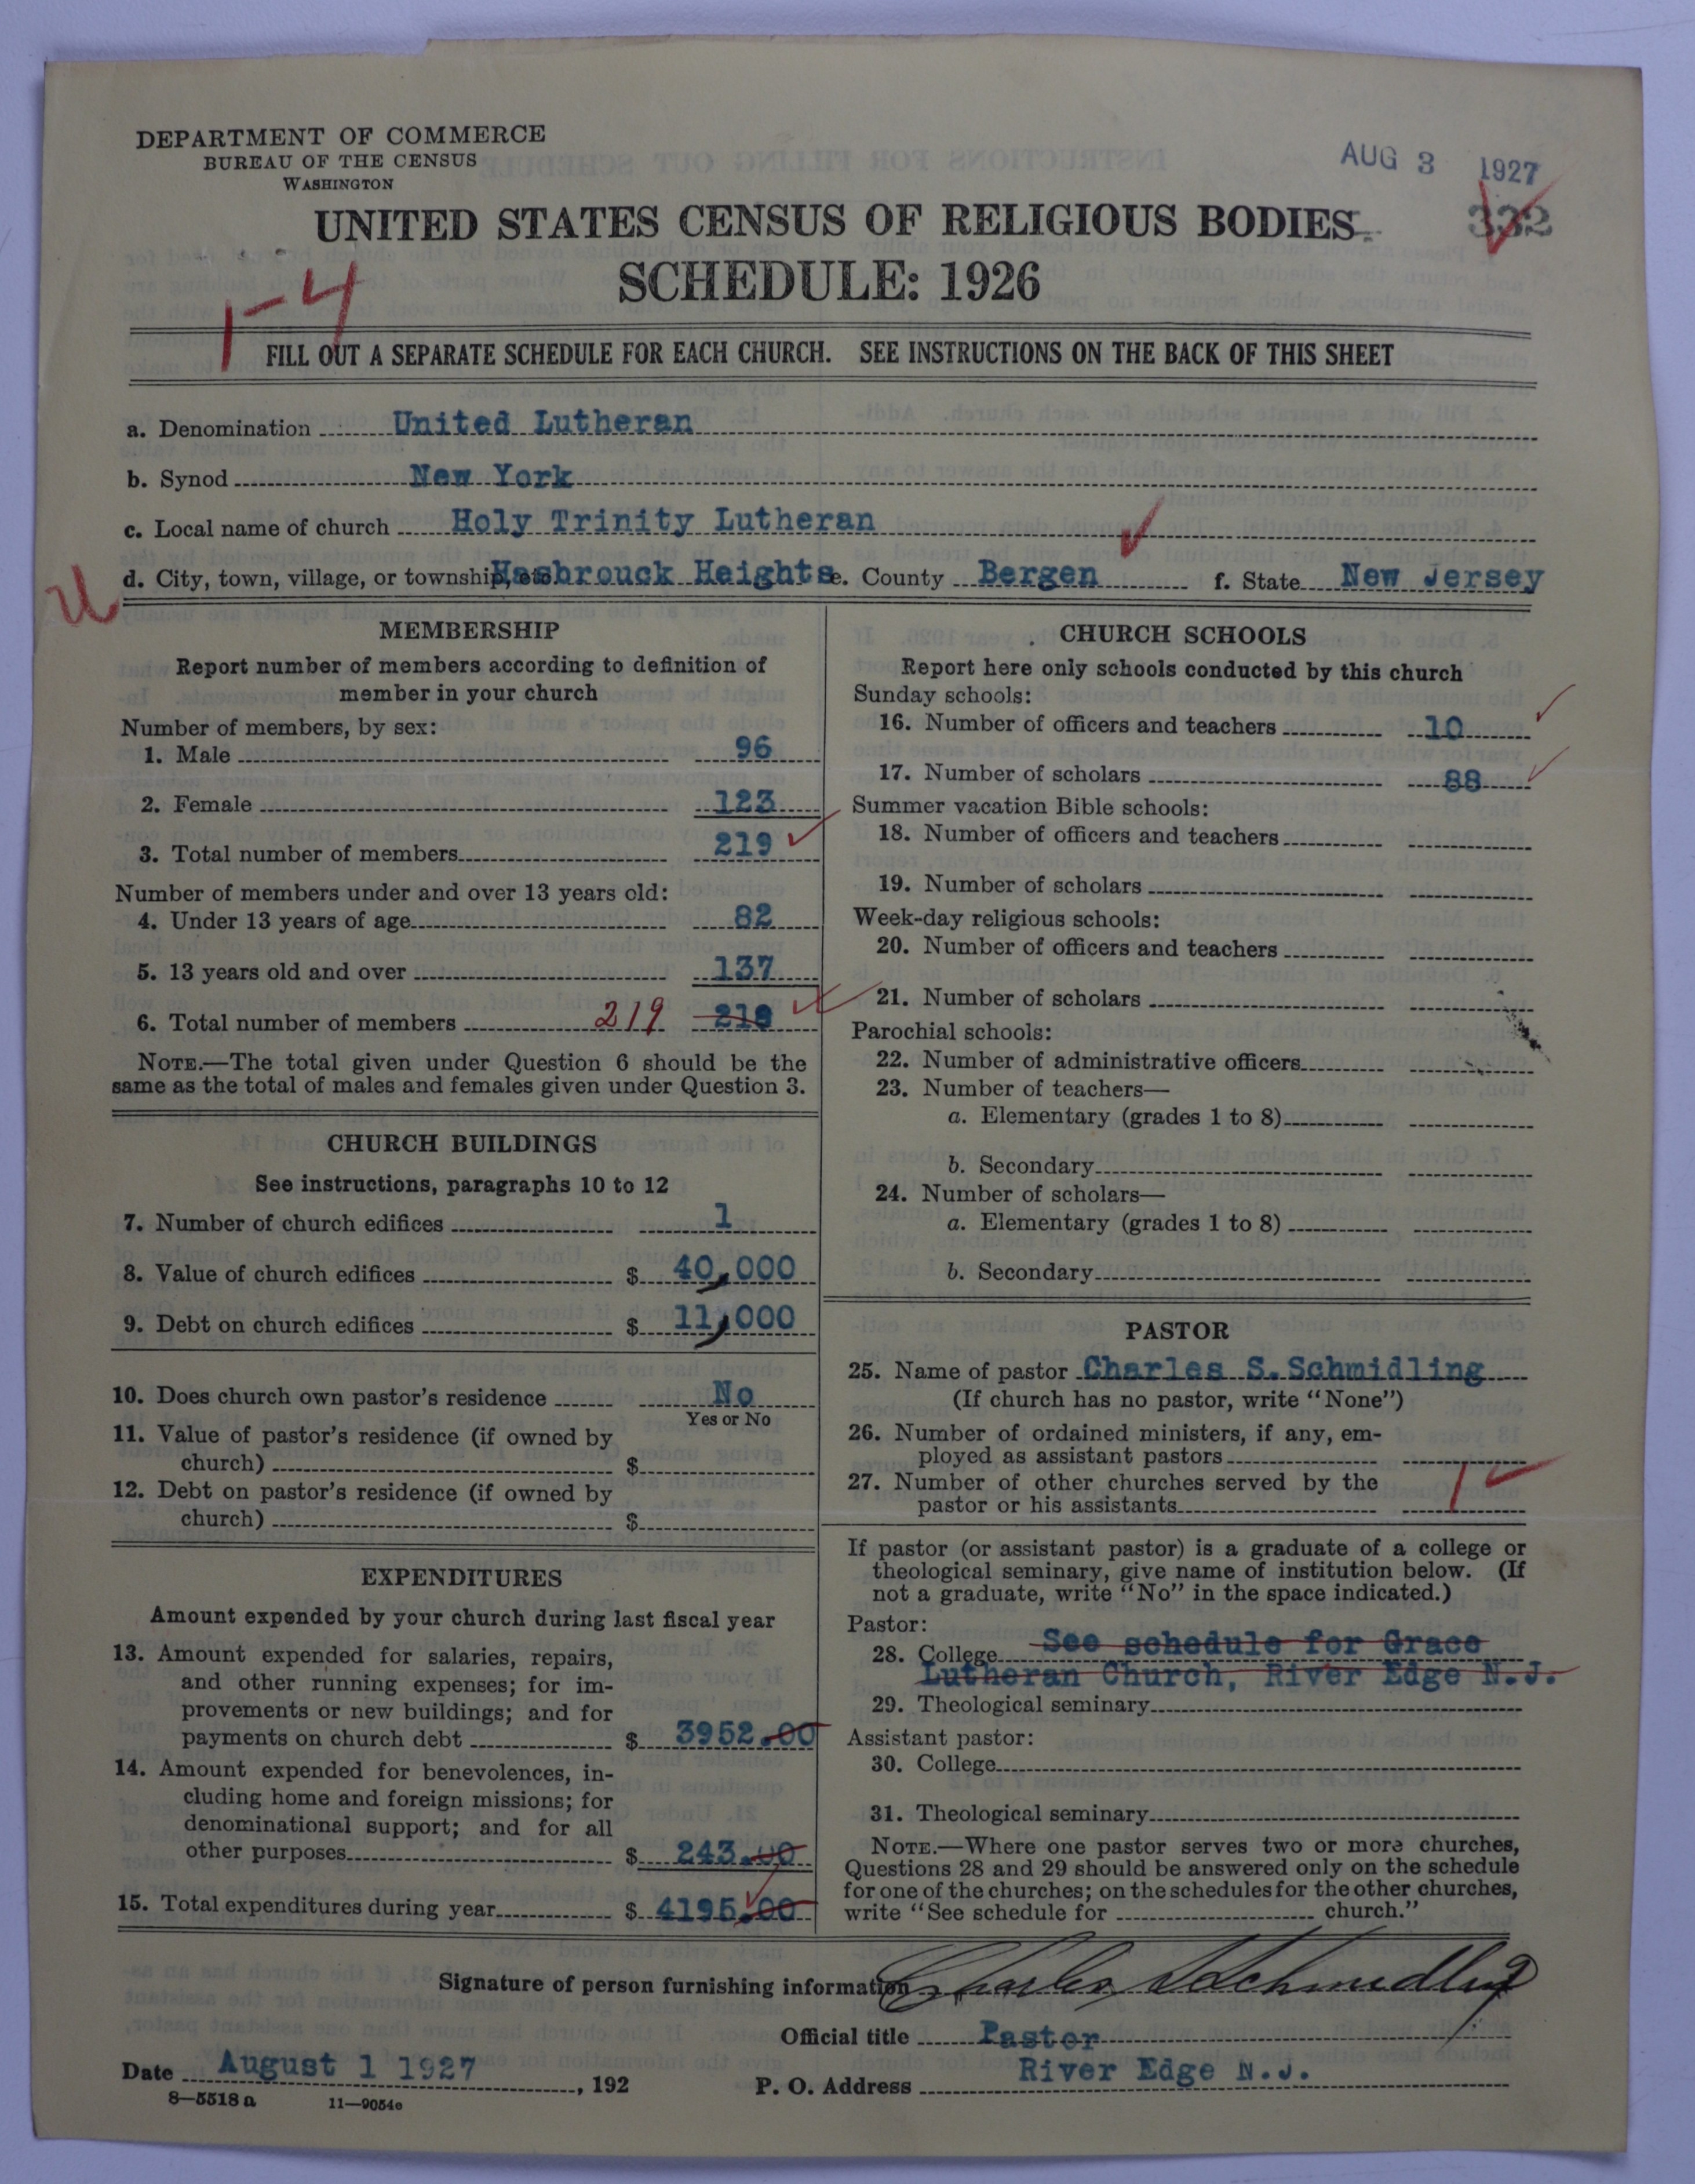 DEPARTMENT OF COMMERCE
BUREAU OF THE CENSUS
WASHINGTON
AUG 3 1927
332
UNITED STATES CENSUS OF RELIGIOUS BODIES
SCHEDULE: 1926
1-4
FILL OUT A SEPARATE SCHEDULE FOR EACH CHURCH. SEE INSTRUCTIONS ON THE BACK OF THIS SHEET
a. Denomination United Lutheran
b. Synod New York
c. Local name of church Holy Trinity Lutheran
d. City, town, village, or township, etc. Hasbrouck Heights e. County Bergen f. State New Jersey
MEMBERSHIP
Report number of members according to definition of
member in your church
Number of members, by sex:
1. Male 96
2. Female 123
3. Total number of members 219
Number of members under and over 13 years old:
4. Under 13 years of age 82
5. 13 years old and over 137
6. Total number of members 219 218
NOTE.—The total given under Question 6 should be the
same as the total of males and females given under Question 3.
CHURCH BUILDINGS
See instructions, paragraphs 10 to 12
7. Number of church edifices 1
8. Value of church edifices $ 40,000
9. Debt on church edifices $ 11,000
10. Does church own pastor's residence No
Yes or No
11. Value of pastor's residence (if owned by
church) $
12. Debt on pastor's residence (if owned by
church) $
EXPENDITURES
Amount expended by your church during last fiscal year
13. Amount expended for salaries, repairs,
and other running expenses; for im-
provements or new buildings; and for
payments on church debt $ 3952.00
14. Amount expended for benevolences, in-
cluding home and foreign missions; for
denominational support; and for all
other purposes $ 243.00
15. Total expenditures during year $ 4195.00
CHURCH SCHOOLS
Report here only schools conducted by this church
Sunday schools:
16. Number of officers and teachers 10
17. Number of scholars 88
Summer vacation Bible schools:
18. Number of officers and teachers
19. Number of scholars
Week-day religious schools:
20. Number of officers and teachers
21. Number of scholars
Parochial schools:
22. Number of administrative officers
23. Number of teachers—
a. Elementary (grades 1 to 8)
b. Secondary
24. Number of scholars—
a. Elementary (grades 1 to 8)
b. Secondary
PASTOR
25. Name of pastor Charles S. Schmidling
(If church has no pastor, write "None")
26. Number of ordained ministers, if any, em-
ployed as assistant pastors
27. Number of other churches served by the
pastor or his assistants 1
If pastor (or assistant pastor) is a graduate of a college or
theological seminary, give name of institution below. (If
not a graduate, write "No" in the space indicated.)
Pastor:
28. College See schedule for Grace
Lutheran Church, River Edge N.J.
29. Theological seminary
Assistant pastor:
30. College
31. Theological seminary
NOTE.—Where one pastor serves two or more churches,
Questions 28 and 29 should be answered only on the schedule
for one of the churches; on the schedules for the other churches,
write "See schedule for church."
Signature of person furnishing information Charles S Schmidling
Official title Pastor
Date August 1 1927, 192
P. O. Address River Edge N.J.
8—5518 a 11—9054e